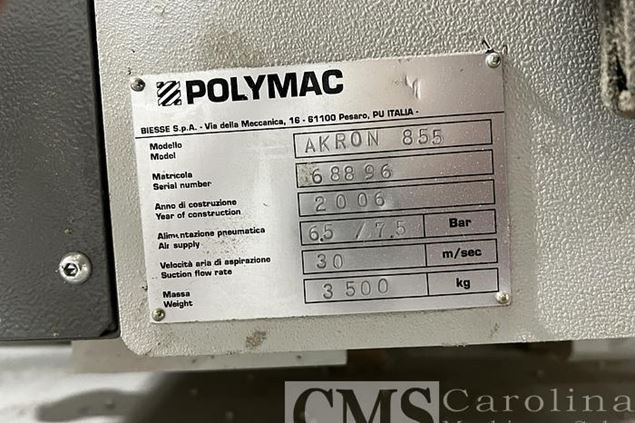 POLYMAC
BIESSE S.p.A. - Via della Meccanica, 16 - 61100 Pesaro, PU ITALIA -
Modello
Model
AKRON 855
Matricola
Serial number
68896
Anno di costruzione
Year of construction
2006
Alimentazione pneumatica
Air supply
6.5 / 7.5 Bar
Velocità aria di aspirazione
Suction flow rate
30 m/sec
Massa
Weight
3500 kg
CMS Carolina